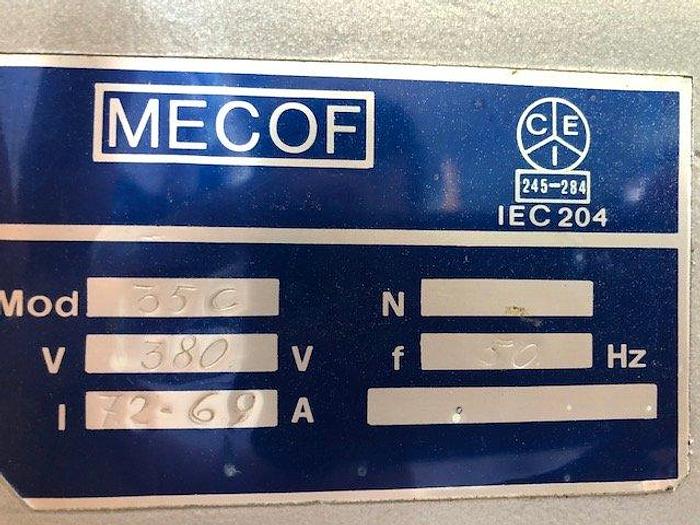 MECOF
C E I
245-284
IEC 204
Mod 35C N
V 380 V f 50 Hz
I 72-69 A